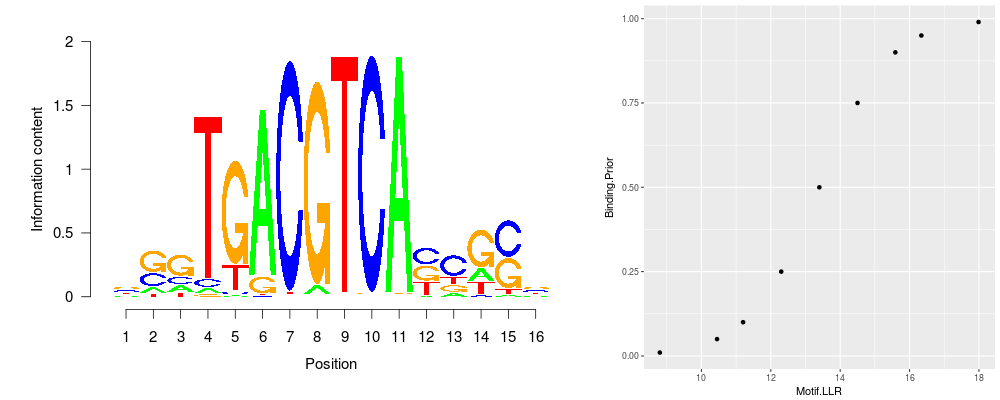 Information content
2
1.5
1
0.5
0
TGACGTCA
1 2 3 4 5 6 7 8 9 10 11 12 13 14 15 16
Position
Binding.Prior
1.00
0.75
0.50
0.25
0.00
10 12 14 16 18
Motif.LLR